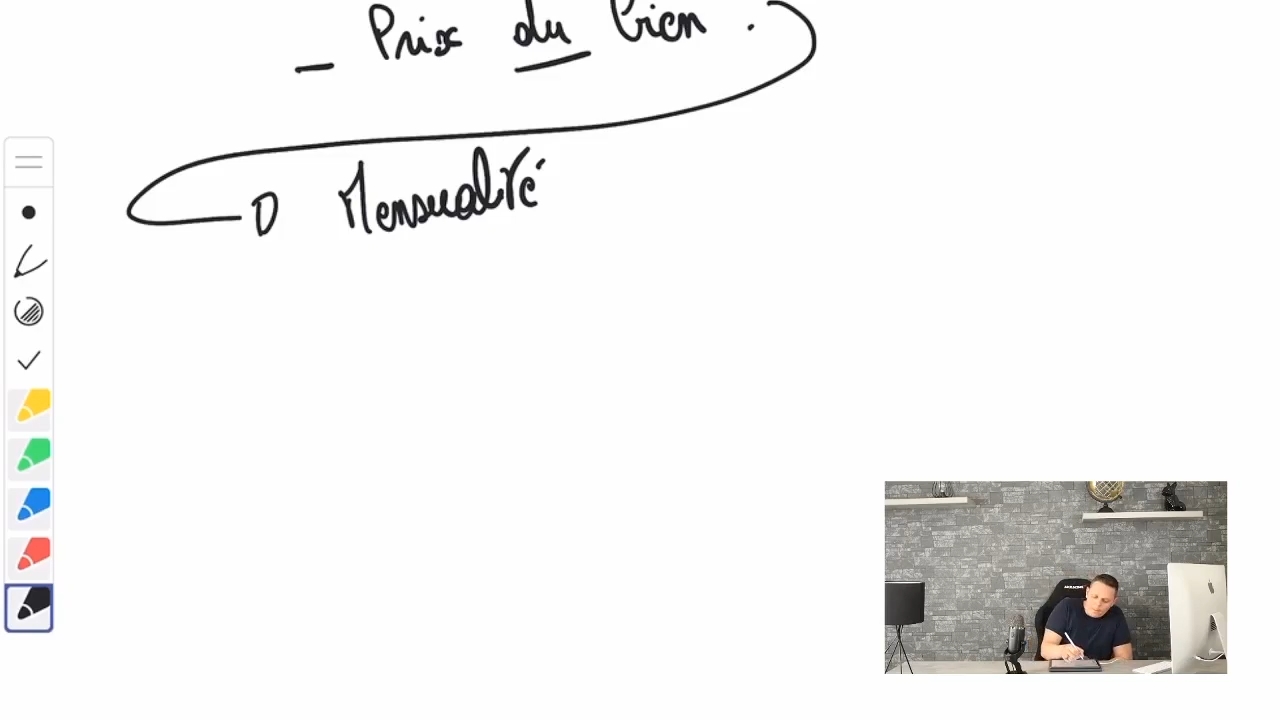 – Prix du bien.
Mensualité